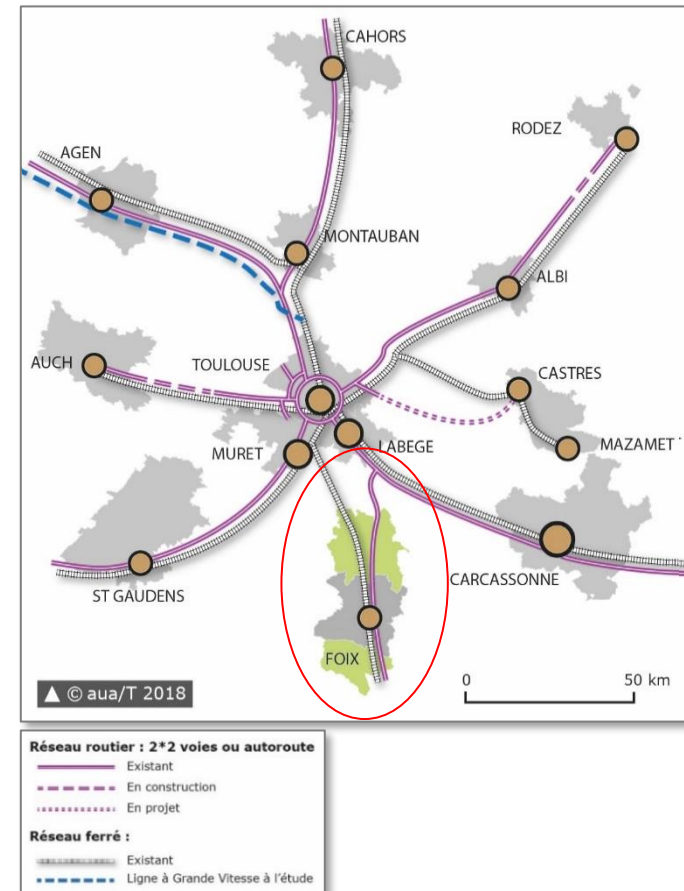 CAHORS
RODEZ
AGEN
MONTAUBAN
ALBI
TOULOUSE
AUCH
CASTRES
MURET
LABEGE
MAZAMET
CARCASSONNE
ST GAUDENS
FOIX
▲ © aua/T 2018
0 50 km
Réseau routier : 2*2 voies ou autoroute
Existant
En construction
En projet
Réseau ferré :
Existant
Ligne à Grande Vitesse à l'étude